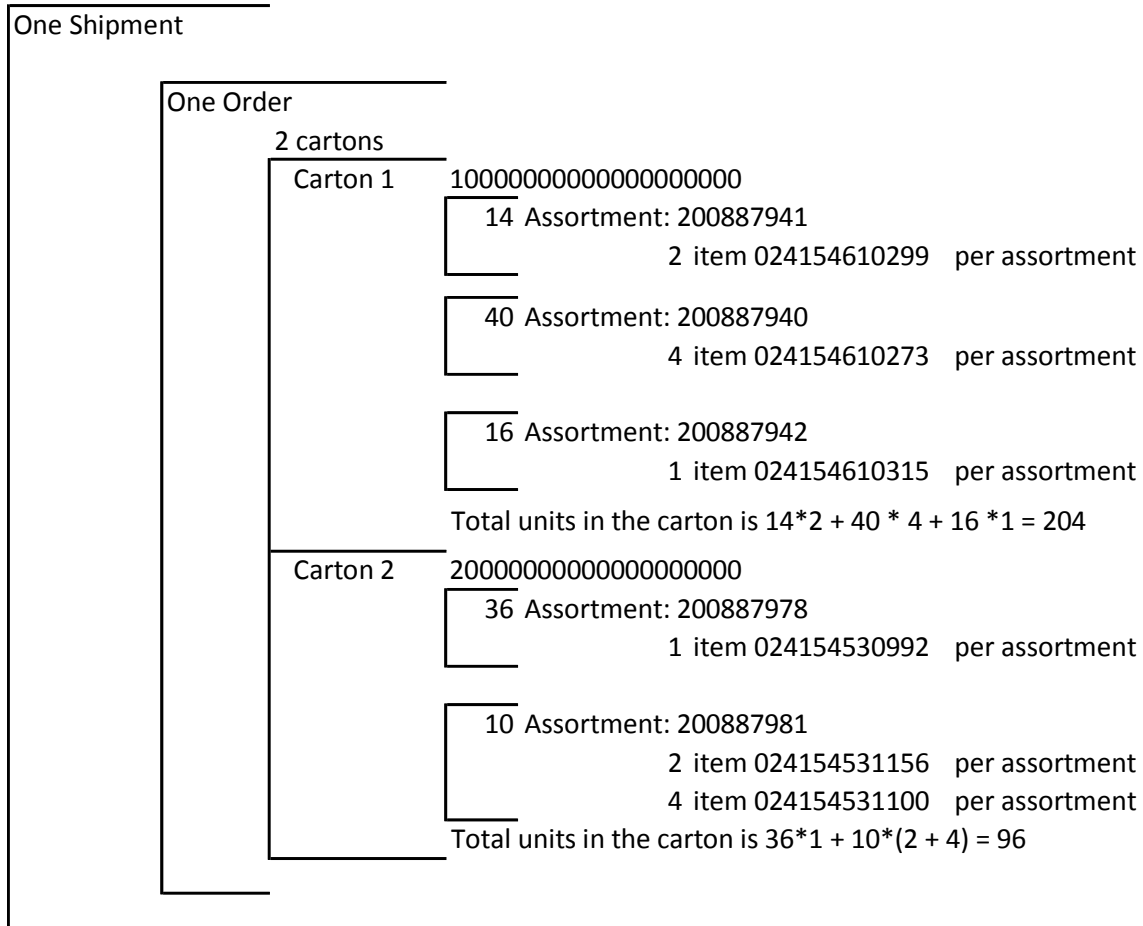 One Shipment
One Order
2 cartons
Carton 1 10000000000000000000
14 Assortment: 200887941
2 item 024154610299 per assortment
40 Assortment: 200887940
4 item 024154610273 per assortment
16 Assortment: 200887942
1 item 024154610315 per assortment
Total units in the carton is 14*2 + 40 * 4 + 16 *1 = 204
Carton 2 20000000000000000000
36 Assortment: 200887978
1 item 024154530992 per assortment
10 Assortment: 200887981
2 item 024154531156 per assortment
4 item 024154531100 per assortment
Total units in the carton is 36*1 + 10*(2 + 4) = 96